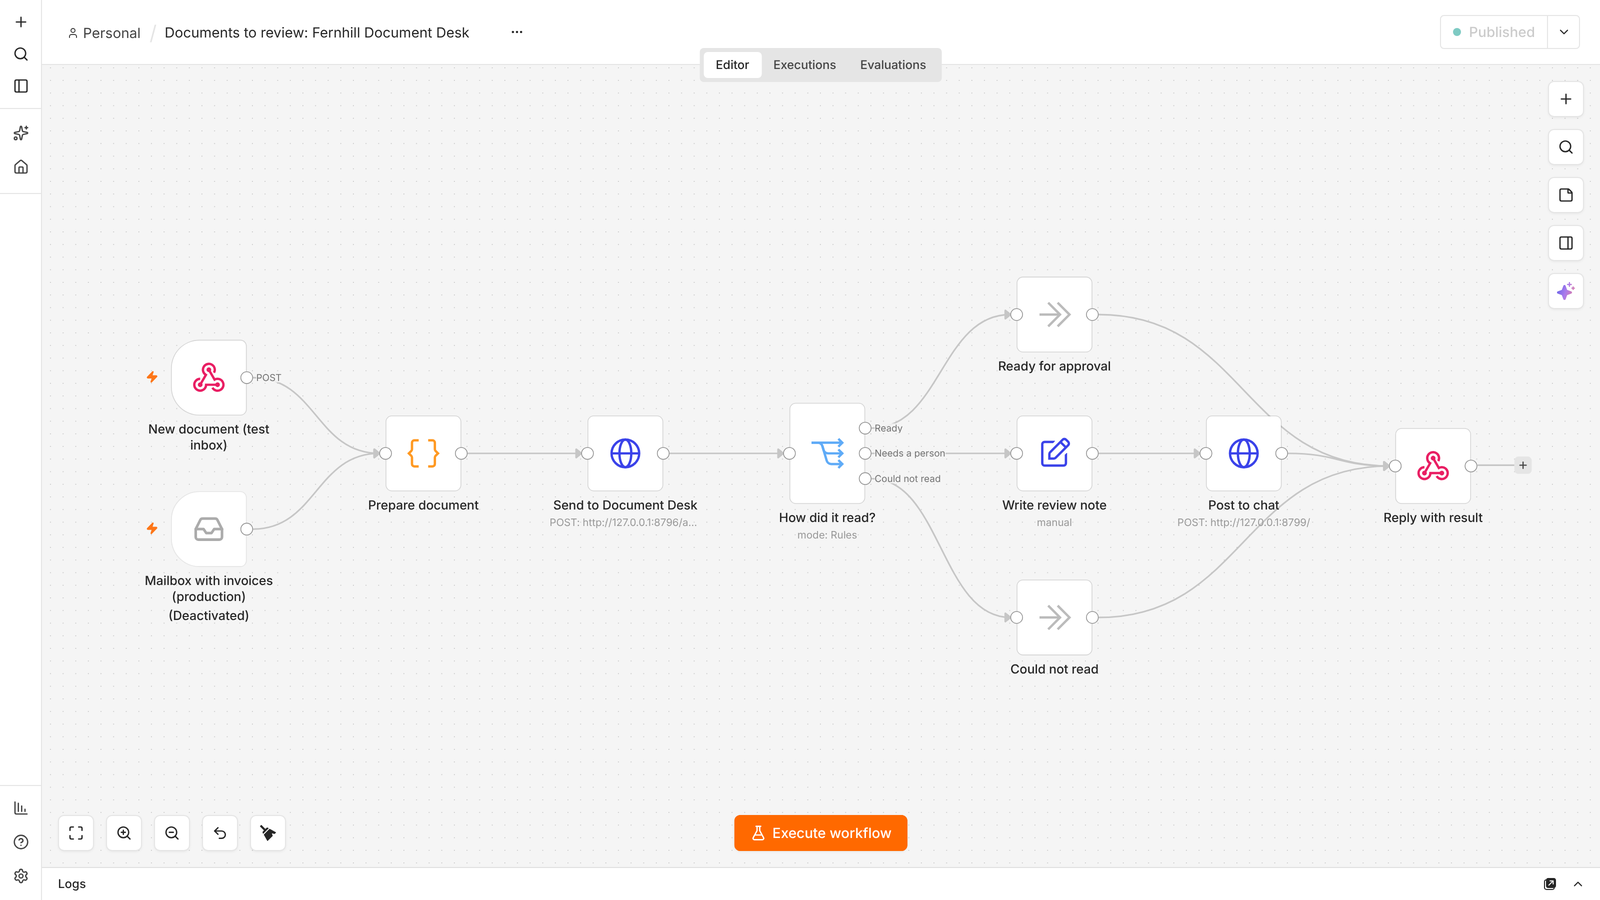 Personal / Documents to review: Fernhill Document Desk ...
Published
Editor Executions Evaluations
Ready for approval
POST
New document (test
inbox)
Prepare document
Send to Document Desk
POST: http://127.0.0.1:8796/a...
Ready
Needs a person
Could not read
How did it read?
mode: Rules
Write review note
manual
Post to chat
POST: http://127.0.0.1:8799/
Reply with result
Mailbox with invoices
(production)
(Deactivated)
Could not read
Execute workflow
Logs